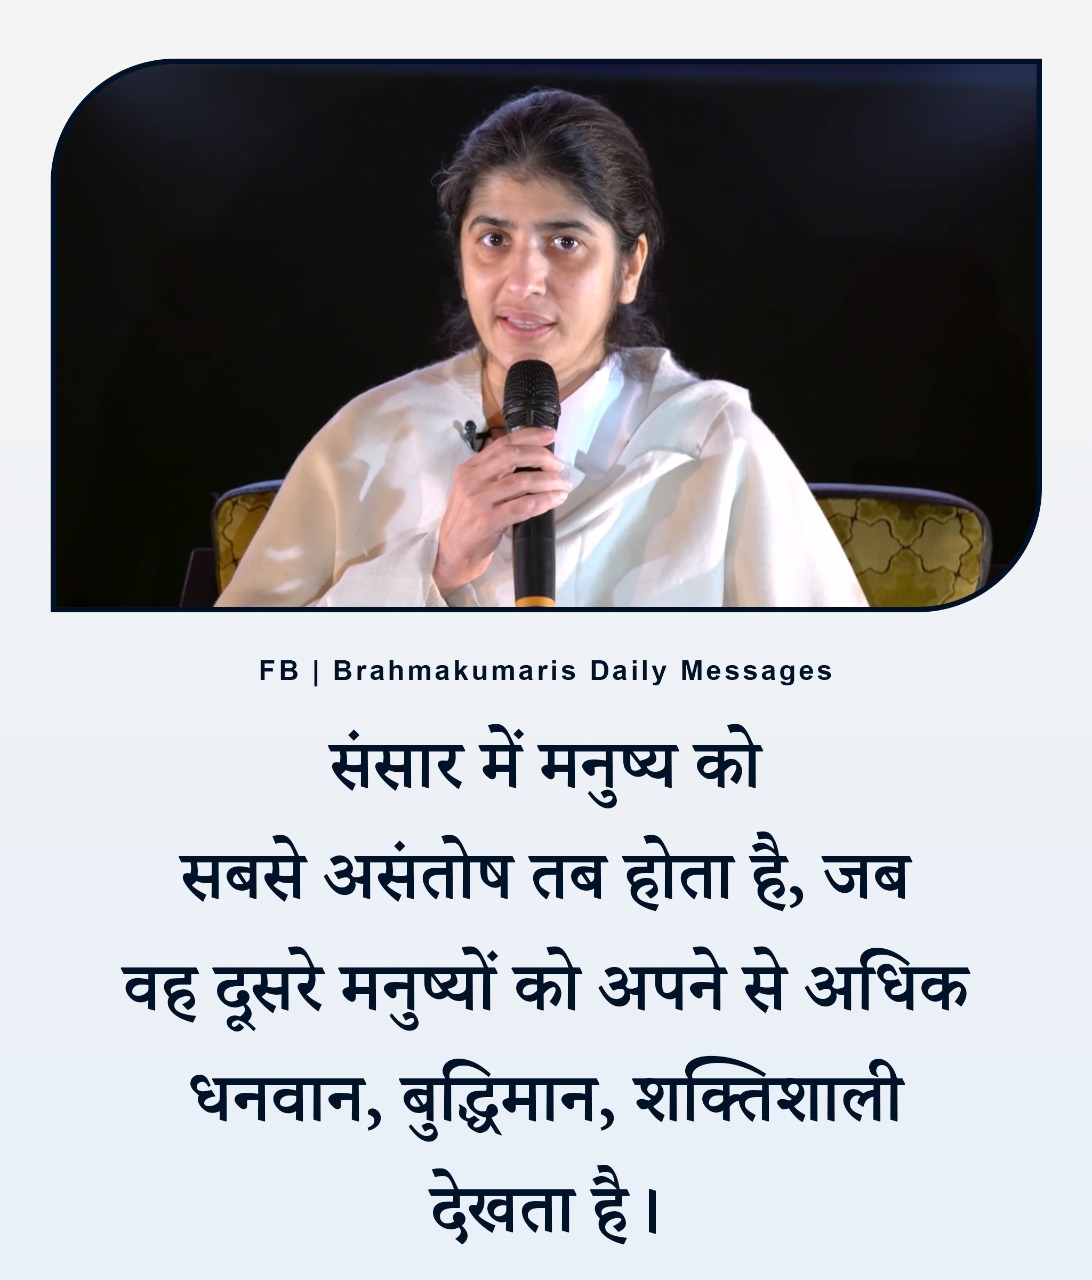 FB | Brahmakumaris Daily Messages
संसार में मनुष्य को
सबसे असंतोष तब होता है, जब
वह दूसरे मनुष्यों को अपने से अधिक
धनवान, बुद्धिमान, शक्तिशाली
देखता है।